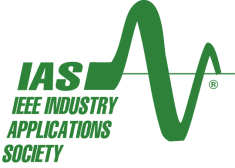 IAS
®
IEEE INDUSTRY
APPLICATIONS
SOCIETY